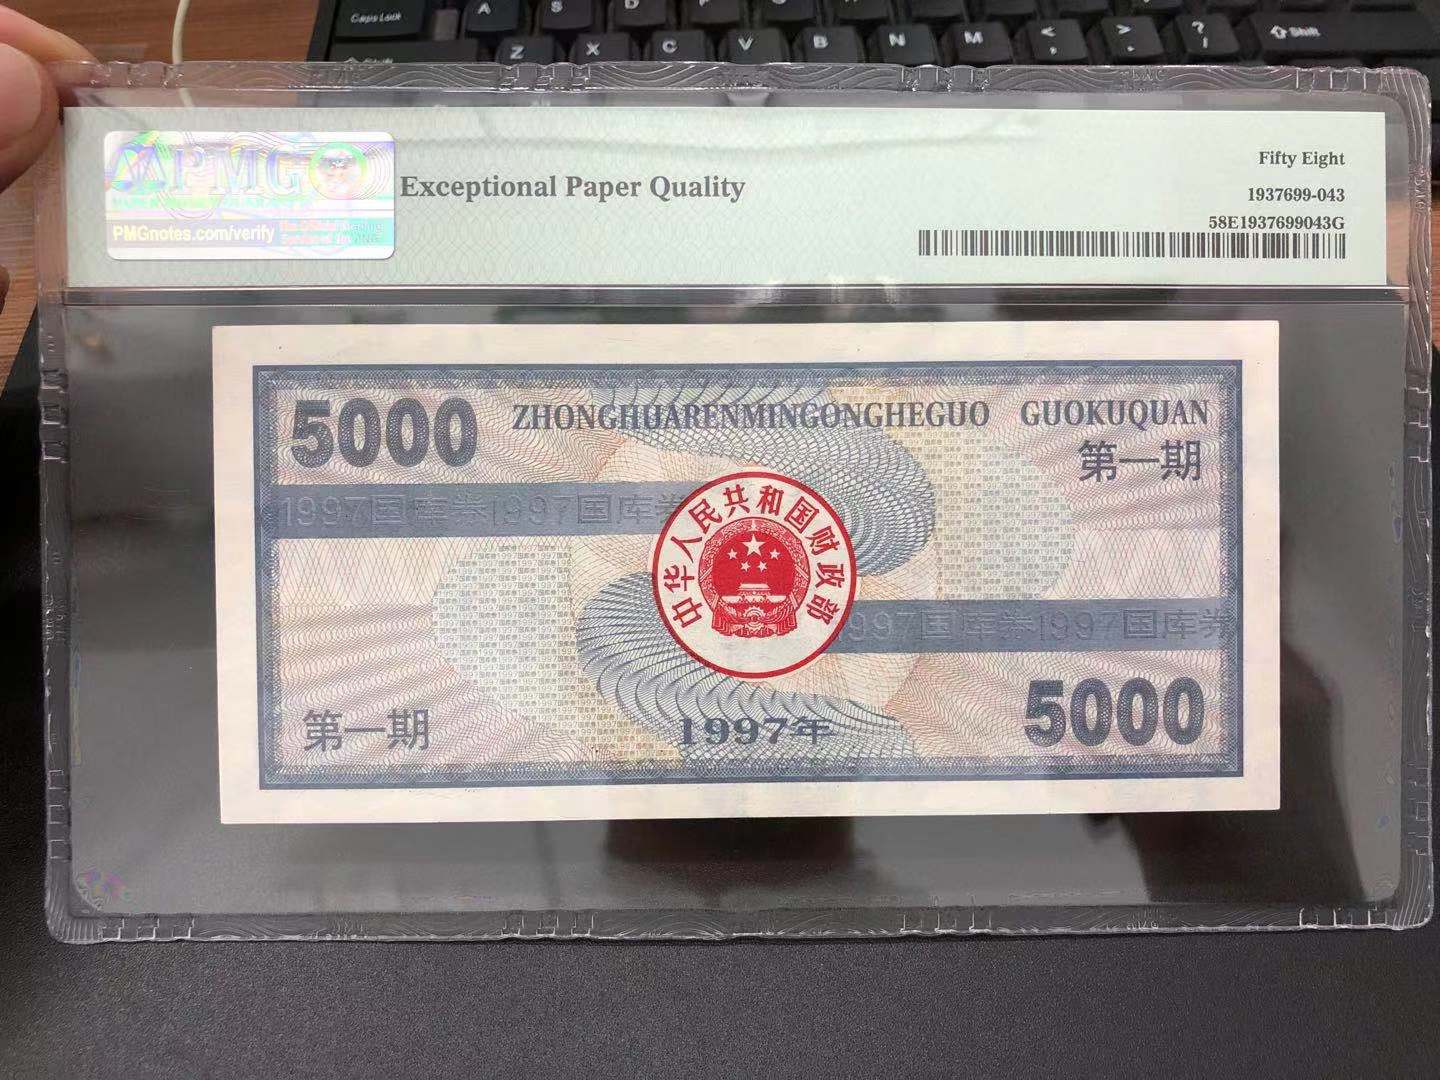 Caps Lock
A
S
D
Z
X
C
V
B
N
M
<
,
>
.
?
/
Shift
PMG
PMGnotes.com/verify
Exceptional Paper Quality
Fifty Eight
1937699-043
58E1937699043G
5000
ZHONGHUARENMINGONGHEGUO GUOKUQUAN
第一期
1997国库券1997国库券
中华人民共和国财政部
1997国库券1997国库券
第一期
1997年
5000